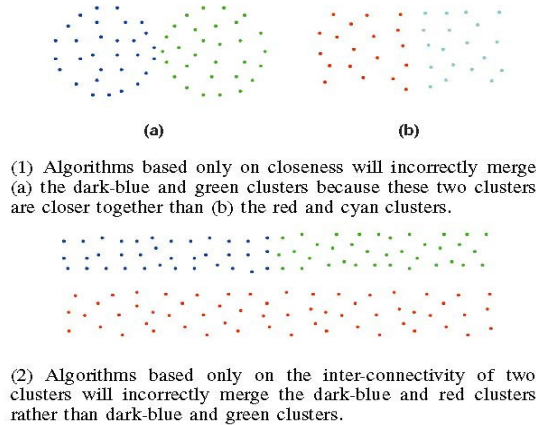 (a) (b)
(1) Algorithms based only on closeness will incorrectly merge
(a) the dark-blue and green clusters because these two clusters
are closer together than (b) the red and cyan clusters.
(2) Algorithms based only on the inter-connectivity of two
clusters will incorrectly merge the dark-blue and red clusters
rather than dark-blue and green clusters.